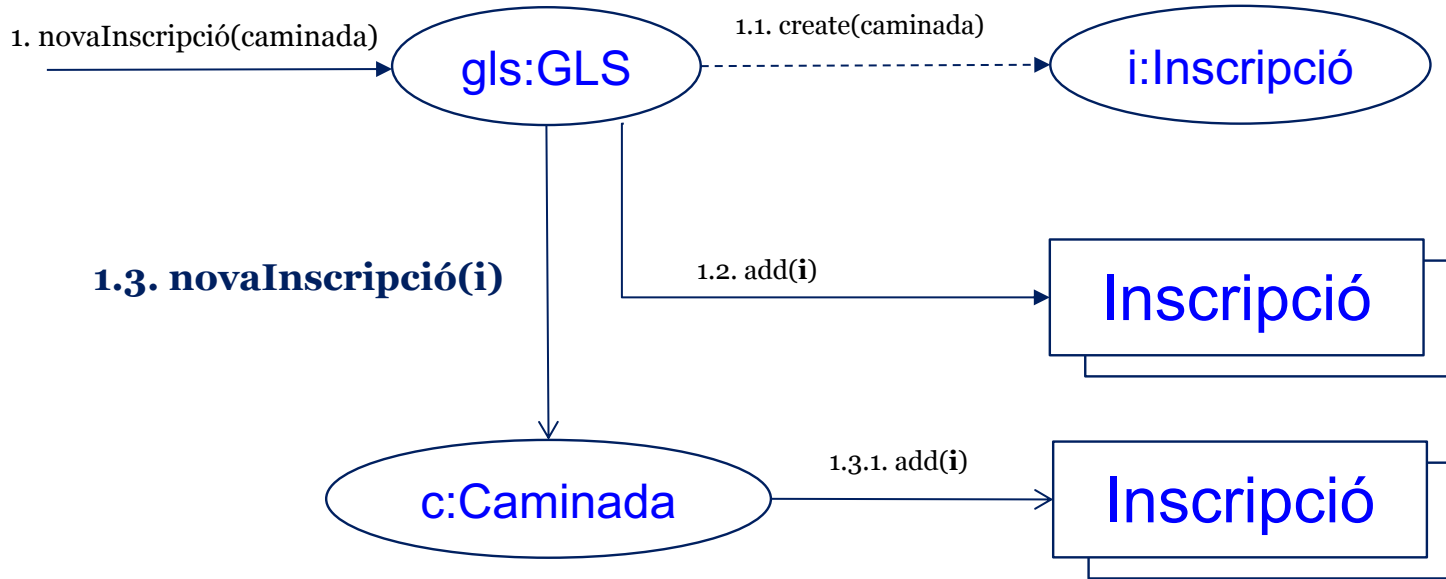 1. novaInscripció(caminada)
gls:GLS
1.1. create(caminada)
i:Inscripció
1.3. novaInscripció(i)
1.2. add(i)
Inscripció
c:Caminada
1.3.1. add(i)
Inscripció